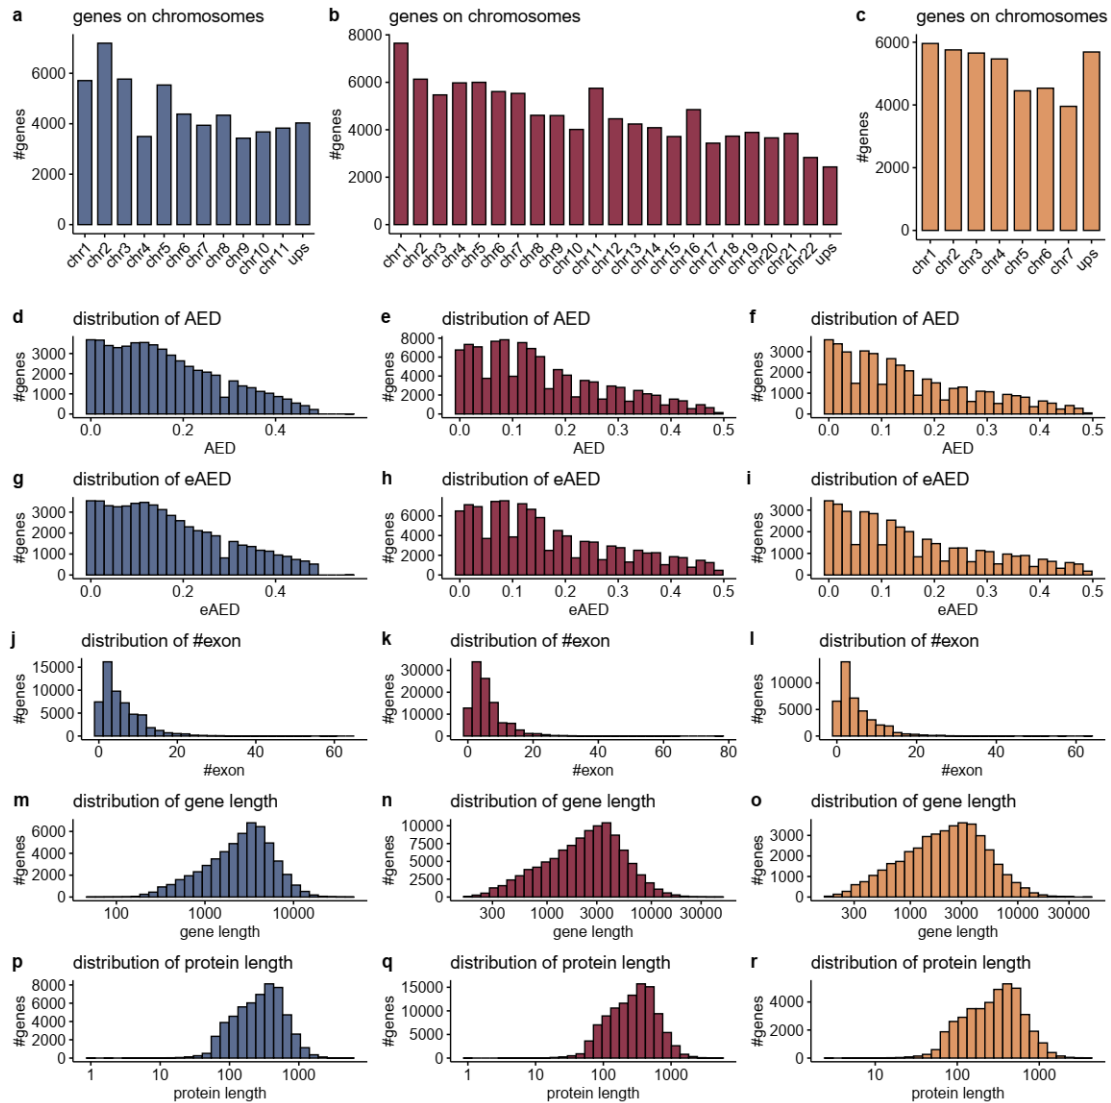 a genes on chromosomes
#genes
6000
4000
2000
0
chr1 chr2 chr3 chr4 chr5 chr6 chr7 chr8 chr9 chr10 chr11 ups
b genes on chromosomes
#genes
8000
6000
4000
2000
0
chr1 chr2 chr3 chr4 chr5 chr6 chr7 chr8 chr9 chr10 chr11 chr12 chr13 chr14 chr15 chr16 chr17 chr18 chr19 chr20 chr21 chr22 ups
c genes on chromosomes
#genes
6000
4000
2000
0
chr1 chr2 chr3 chr4 chr5 chr6 chr7 ups
d distribution of AED
#genes
3000
2000
1000
0
0.0 0.2 0.4
AED
e distribution of AED
#genes
8000
6000
4000
2000
0
0.0 0.1 0.2 0.3 0.4 0.5
AED
f distribution of AED
#genes
3000
2000
1000
0
0.0 0.1 0.2 0.3 0.4 0.5
AED
g distribution of eAED
#genes
3000
2000
1000
0
0.0 0.2 0.4
eAED
h distribution of eAED
#genes
6000
4000
2000
0
0.0 0.1 0.2 0.3 0.4 0.5
eAED
i distribution of eAED
#genes
3000
2000
1000
0
0.0 0.1 0.2 0.3 0.4 0.5
eAED
j distribution of #exon
#genes
15000
10000
5000
0
0 20 40 60
#exon
k distribution of #exon
#genes
30000
20000
10000
0
0 20 40 60 80
#exon
l distribution of #exon
#genes
10000
5000
0
0 20 40 60
#exon
m distribution of gene length
#genes
6000
4000
2000
0
100 1000 10000
gene length
n distribution of gene length
#genes
10000
7500
5000
2500
0
300 1000 3000 10000 30000
gene length
o distribution of gene length
#genes
3000
2000
1000
0
300 1000 3000 10000 30000
gene length
p distribution of protein length
#genes
8000
6000
4000
2000
0
1 10 100 1000
protein length
q distribution of protein length
#genes
15000
10000
5000
0
1 10 100 1000
protein length
r distribution of protein length
#genes
4000
2000
0
10 100 1000
protein length